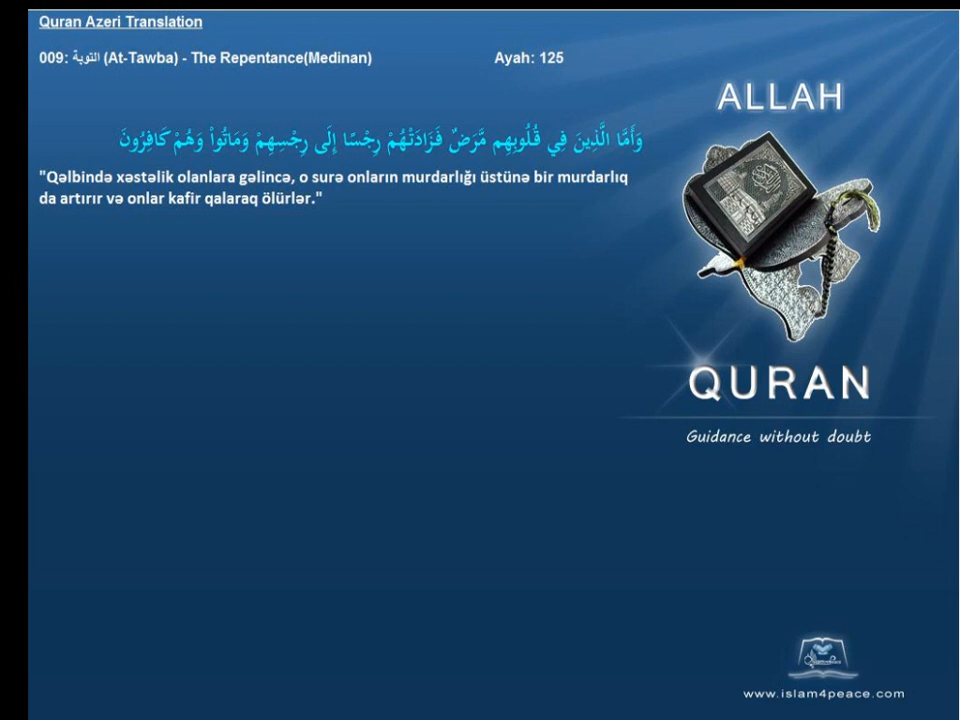 Quran Azeri Translation
009: التوبة (At-Tawba) - The Repentance(Medinan) Ayah: 125
ALLAH
وَأَمَّا الَّذِينَ فِي قُلُوبِهِم مَّرَضٌ فَزَادَتْهُمْ رِجْسًا إِلَى رِجْسِهِمْ وَمَاتُواْ وَهُمْ كَافِرُونَ
"Qəlbində xəstəlik olanlara gəlincə, o surə onların murdarlığı üstünə bir murdarlıq
da artırır və onlar kafir qalaraq ölürlər."
QURAN
Guidance without doubt
www.islam4peace.com